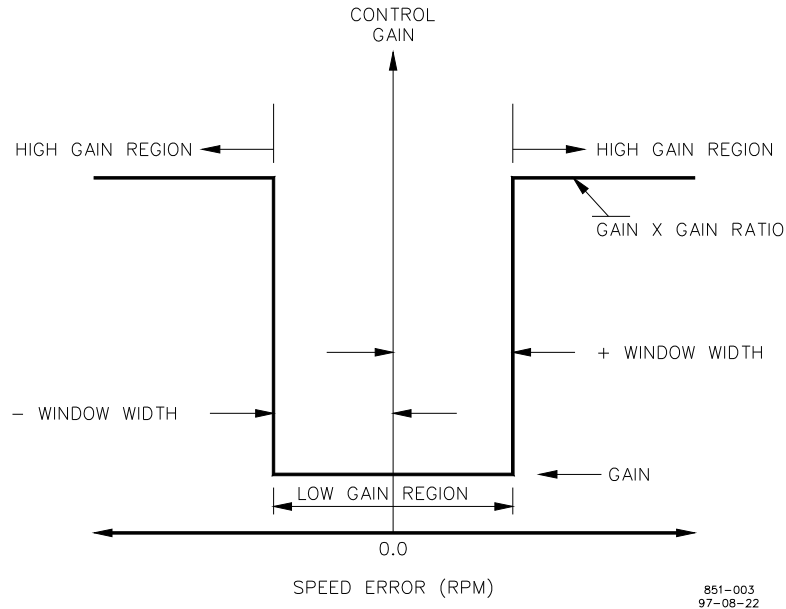 CONTROL
GAIN
HIGH GAIN REGION
HIGH GAIN REGION
GAIN X GAIN RATIO
+ WINDOW WIDTH
− WINDOW WIDTH
GAIN
LOW GAIN REGION
0.0
SPEED ERROR (RPM)
851−003
97−08−22